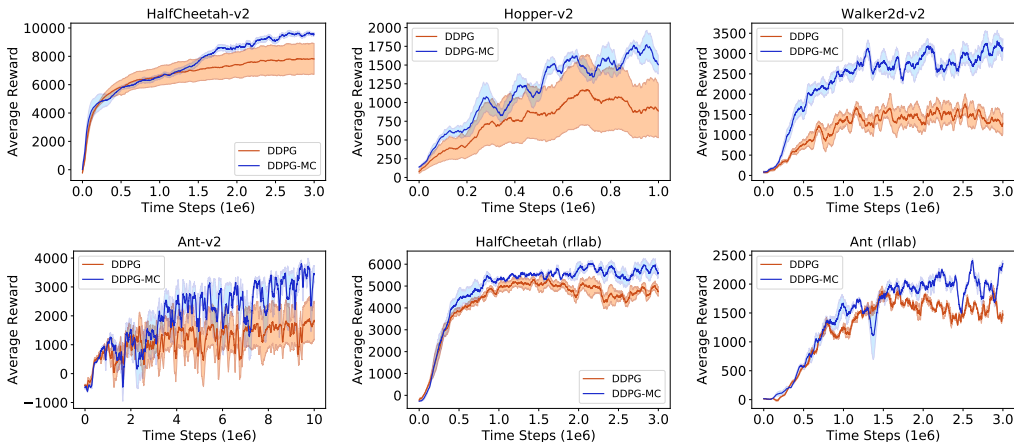 HalfCheetah-v2
Average Reward
10000
8000
6000
4000
2000
0
DDPG
DDPG-MC
0.0 0.5 1.0 1.5 2.0 2.5 3.0
Time Steps (1e6)
Hopper-v2
Average Reward
2000
1750
1500
1250
1000
750
500
250
0
DDPG
DDPG-MC
0.0 0.2 0.4 0.6 0.8 1.0
Time Steps (1e6)
Walker2d-v2
Average Reward
3500
3000
2500
2000
1500
1000
500
0
DDPG
DDPG-MC
0.0 0.5 1.0 1.5 2.0 2.5 3.0
Time Steps (1e6)
Ant-v2
Average Reward
4000
3000
2000
1000
0
−1000
DDPG
DDPG-MC
0 2 4 6 8 10
Time Steps (1e6)
HalfCheetah (rllab)
Average Reward
6000
5000
4000
3000
2000
1000
0
DDPG
DDPG-MC
0.0 0.5 1.0 1.5 2.0 2.5 3.0
Time Steps (1e6)
Ant (rllab)
Average Reward
2500
2000
1500
1000
500
0
DDPG
DDPG-MC
0.0 0.5 1.0 1.5 2.0 2.5 3.0
Time Steps (1e6)